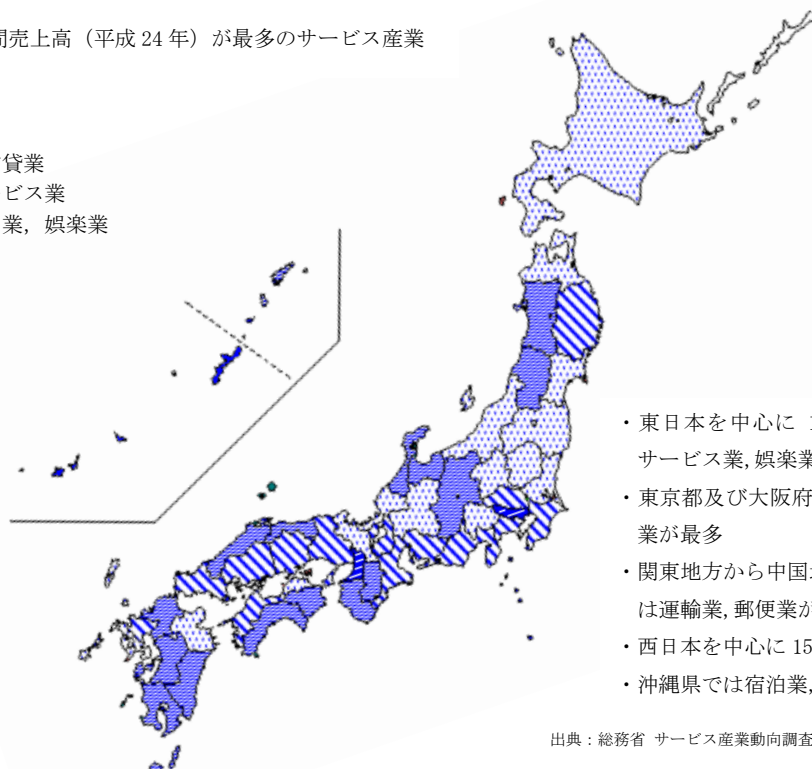 間売上高（平成 24 年）が最多のサービス産業
貸業
ービス業
業，娯楽業
・東日本を中心に
サービス業,娯楽業
・東京都及び大阪府
業が最多
・関東地方から中国
は運輸業,郵便業が
・西日本を中心に 15
・沖縄県では宿泊業,
出典：総務省 サービス産業動向調査